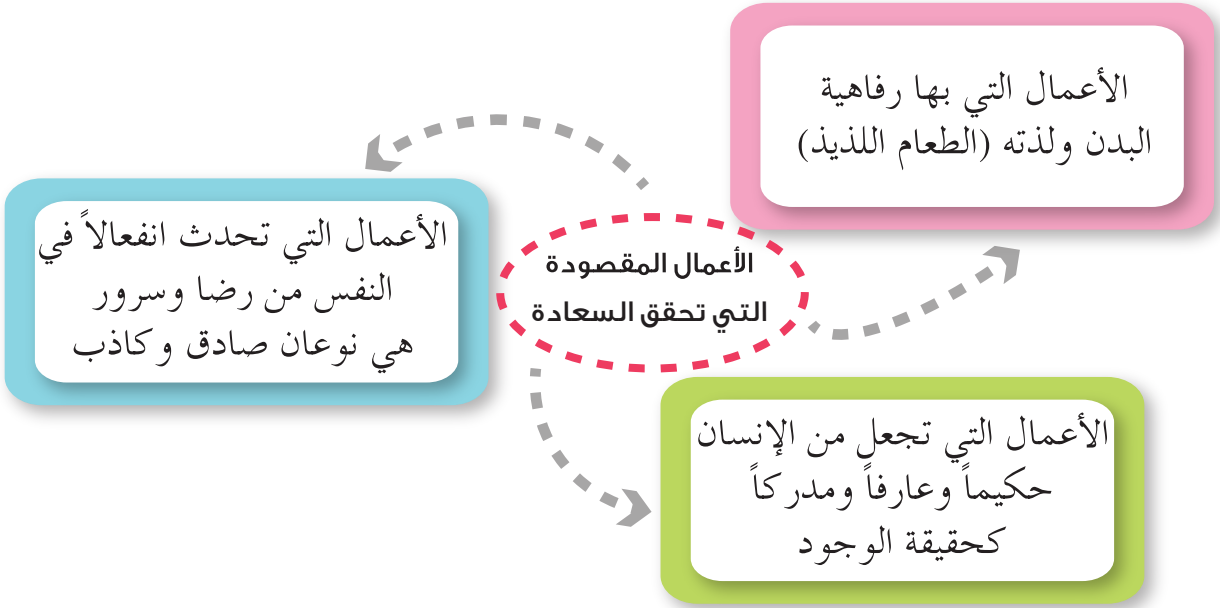 الأعمال التي بها رفاهية
البدن ولذته (الطعام اللذيذ)
الأعمال المقصودة
التي تحقق السعادة
الأعمال التي تحدث انفعالاً في
النفس من رضا وسرور
هي نوعان صادق وكاذب
الأعمال التي تجعل من الإنسان
حكيماً وعارفاً ومدركاً
كحقيقة الوجود